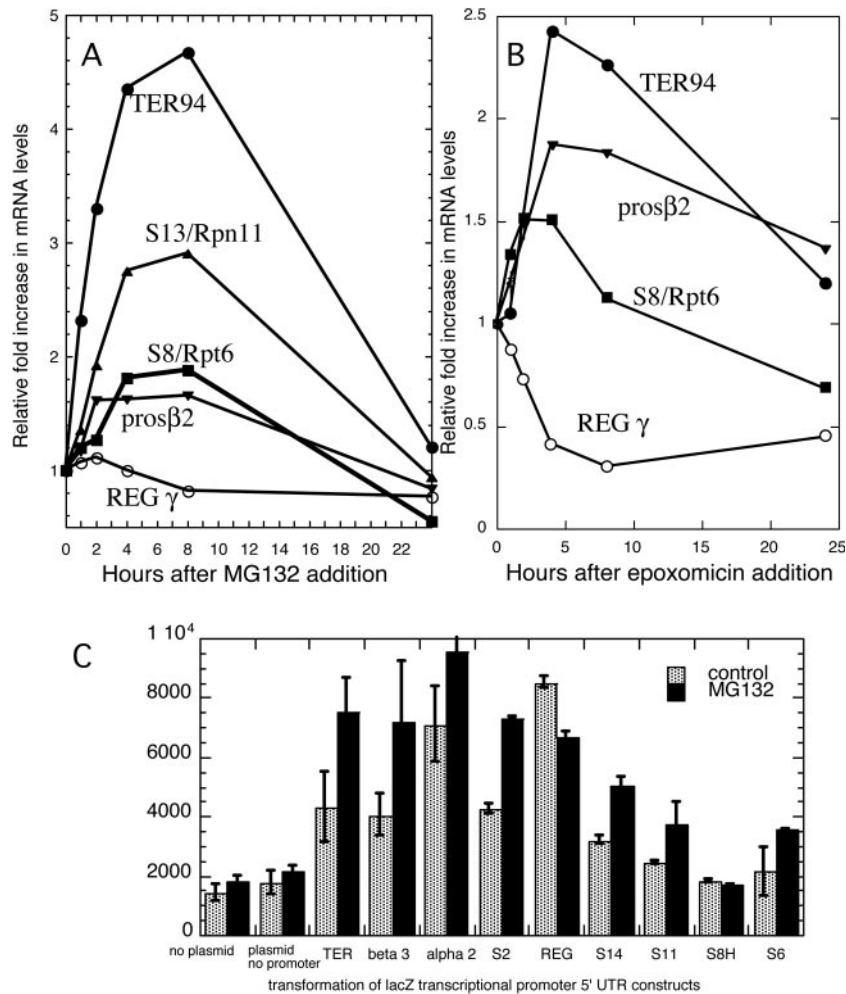 A
Relative fold increase in mRNA levels
5
4
3
2
1
TER94
S13/Rpn11
S8/Rpt6
prosβ2
REG γ
0 2 4 6 8 10 12 14 16 18 20 22
Hours after MG132 addition
B
Relative fold increase in mRNA levels
2.5
2
1.5
1
0.5
0
TER94
prosβ2
S8/Rpt6
REG γ
0 5 10 15 20 25
Hours after epoxomicin addition
C
1 10⁴
8000
6000
4000
2000
0
control
MG132
no plasmid plasmid no promoter TER beta 3 alpha 2 S2 REG S14 S11 S8H S6
transformation of lacZ transcriptional promoter 5' UTR constructs